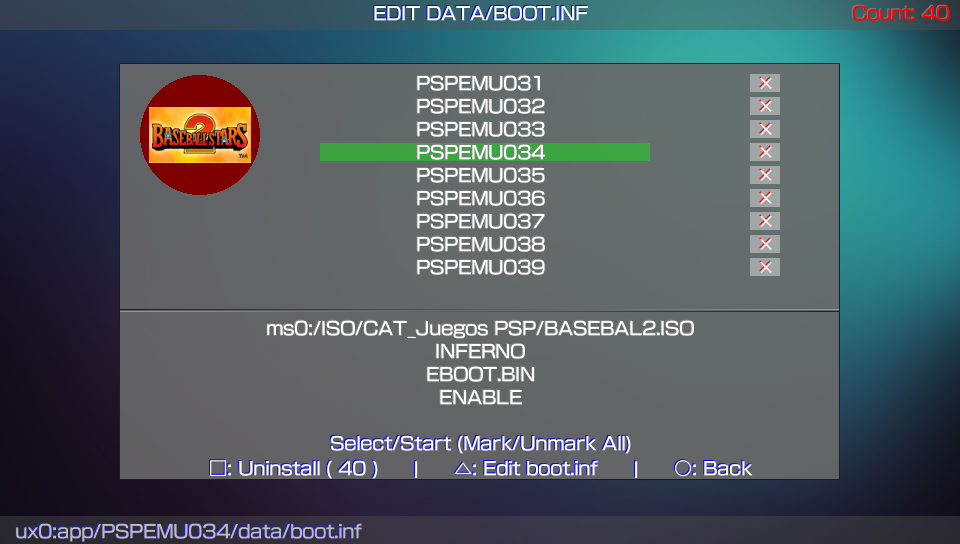 EDIT DATA/BOOT.INF
Count: 40
2
BASEBALL STARS
TM
PSPEMU031
PSPEMU032
PSPEMU033
PSPEMU034
PSPEMU035
PSPEMU036
PSPEMU037
PSPEMU038
PSPEMU039
ms0:/ISO/CAT_Juegos PSP/BASEBAL2.ISO
INFERNO
EBOOT.BIN
ENABLE
Select/Start (Mark/Unmark All)
□: Uninstall ( 40 ) | △: Edit boot.inf | ○: Back
ux0:app/PSPEMU034/data/boot.inf